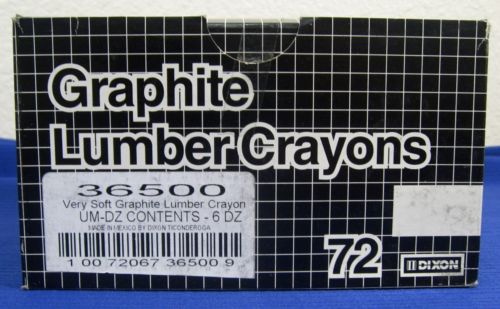 Graphite
Lumber Crayons
36500
Very Soft Graphite Lumber Crayon
UM-DZ CONTENTS - 6 DZ
MADE IN MEXICO BY DIXON TICONDEROGA
1 00 72067 36500 9
72
DIXON